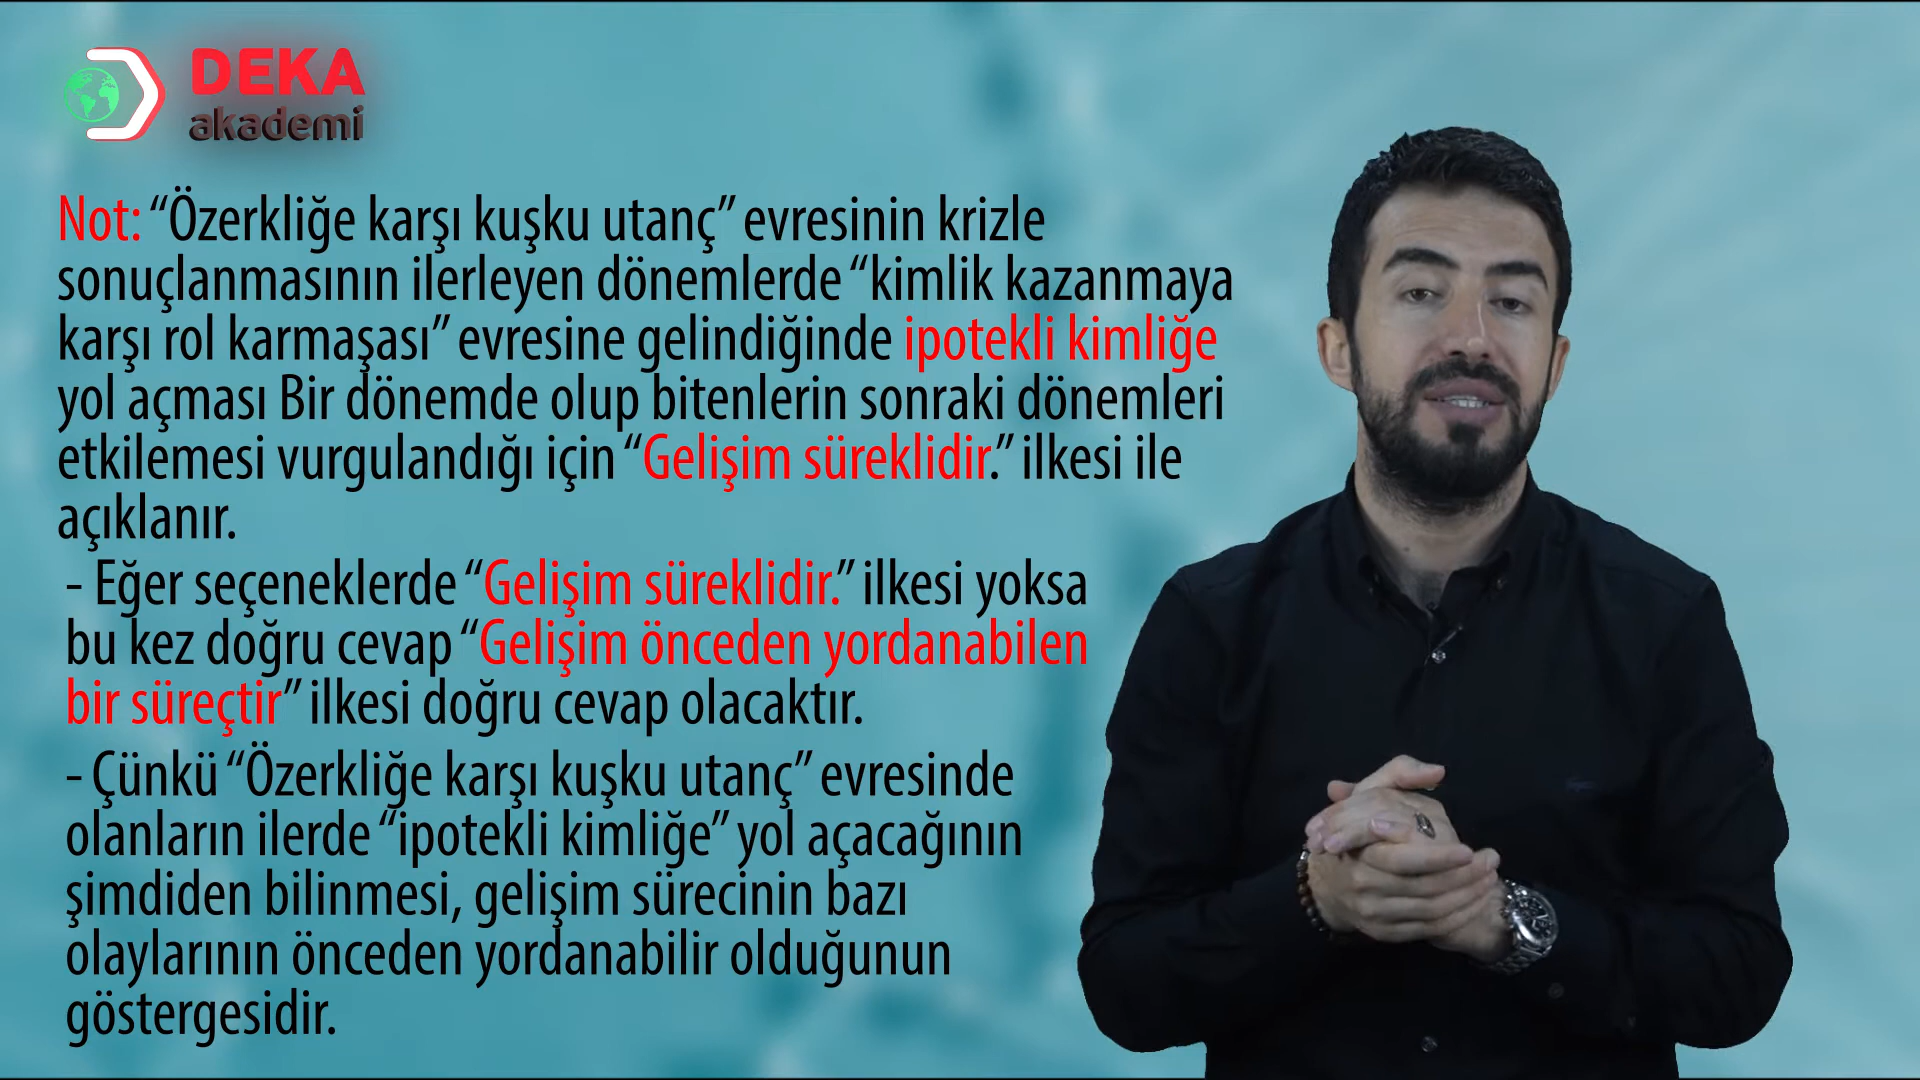 DEKA
akademi
Not: “Özerkliğe karşı kuşku utanç” evresinin krizle
sonuçlanmasının ilerleyen dönemlerde “kimlik kazanmaya
karşı rol karmaşası” evresine gelindiğinde ipotekli kimliğe
yol açması Bir dönemde olup bitenlerin sonraki dönemleri
etkilemesi vurgulandığı için “Gelişim süreklidir.” ilkesi ile
açıklanır.
- Eğer seçeneklerde “Gelişim süreklidir.” ilkesi yoksa
bu kez doğru cevap “Gelişim önceden yordanabilen
bir süreçtir” ilkesi doğru cevap olacaktır.
- Çünkü “Özerkliğe karşı kuşku utanç” evresinde
olanların ilerde “ipotekli kimliğe” yol açacağının
şimdiden bilinmesi, gelişim sürecinin bazı
olaylarının önceden yordanabilir olduğunun
göstergesidir.